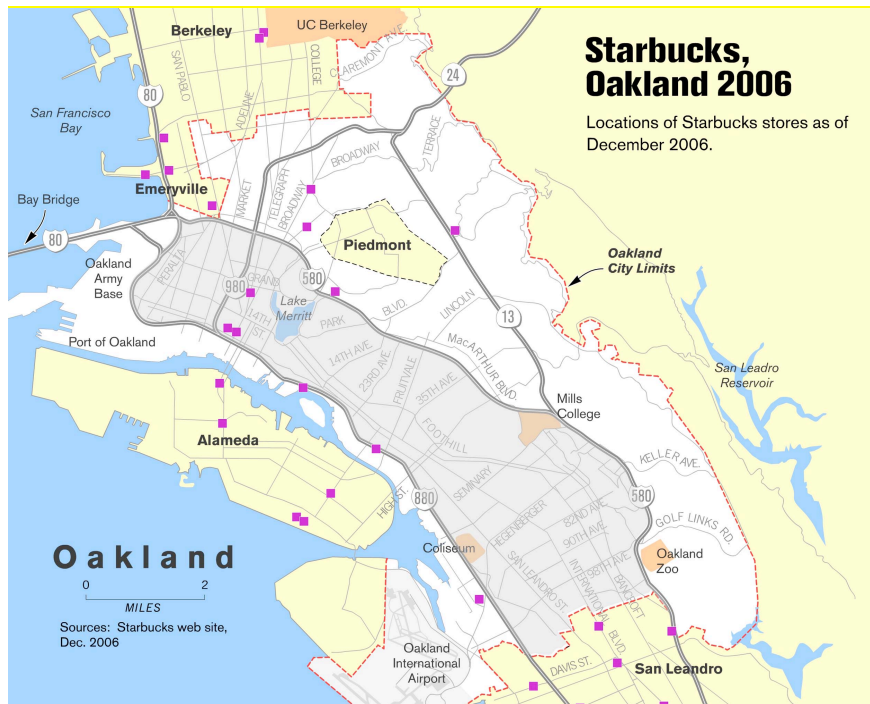 Starbucks,
Oakland 2006
Locations of Starbucks stores as of
December 2006.
Berkeley
UC Berkeley
SAN PABLO
ADELINE
COLLEGE
CLAREMONT AVE.
24
80
San Francisco
Bay
TERRACE
BROADWAY
Emeryville
MARKET
TELEGRAPH
BROADWAY
Bay Bridge
80
Piedmont
Oakland
City Limits
Oakland
Army
Base
PERALTA
980
GRAND
580
Lake
Merritt
14TH
ST.
PARK
BLVD.
LINCOLN
13
Port of Oakland
14TH AVE.
23RD AVE
FRUITVALE
35TH AVE
MacARTHUR BLVD.
San Leadro
Reservoir
Mills
College
Alameda
FOOTHILL
KELLER AVE.
HIGH ST.
880
SEMINARY
580
HEGENBERGER
82ND AVE
90TH AVE
98TH AVE
GOLF LINKS RD.
Coliseum
SAN LEANDRO ST.
INTERNATIONAL
BLVD.
BANCROFT
Oakland
Zoo
Oakland
0 2
MILES
Sources: Starbucks web site,
Dec. 2006
Oakland
International
Airport
DAVIS ST.
San Leandro